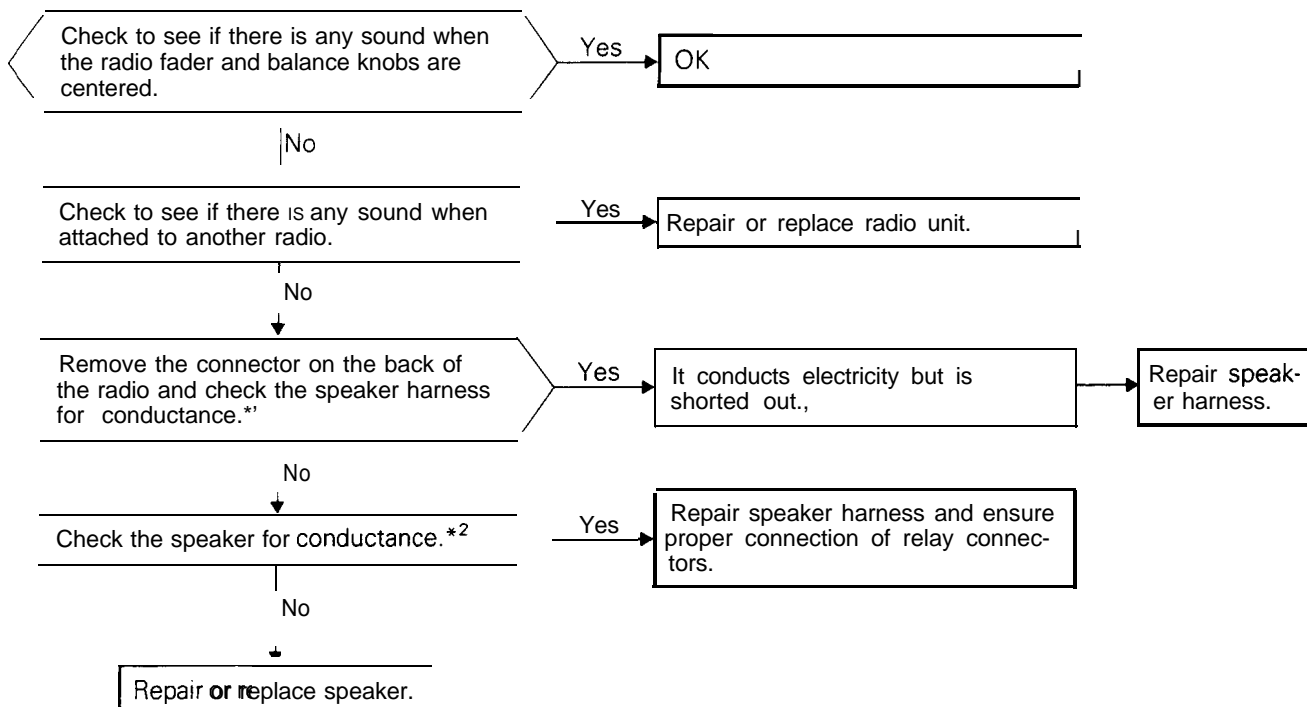 Check to see if there is any sound when
the radio fader and balance knobs are
centered.
Yes
OK
No
Check to see if there is any sound when
attached to another radio.
Yes
Repair or replace radio unit.
No
Remove the connector on the back of
the radio and check the speaker harness
for conductance.*'
Yes
It conducts electricity but is
shorted out.,
Repair speak-
er harness.
No
Check the speaker for conductance.*2
Yes
Repair speaker harness and ensure
proper connection of relay connec-
tors.
No
Repair or replace speaker.